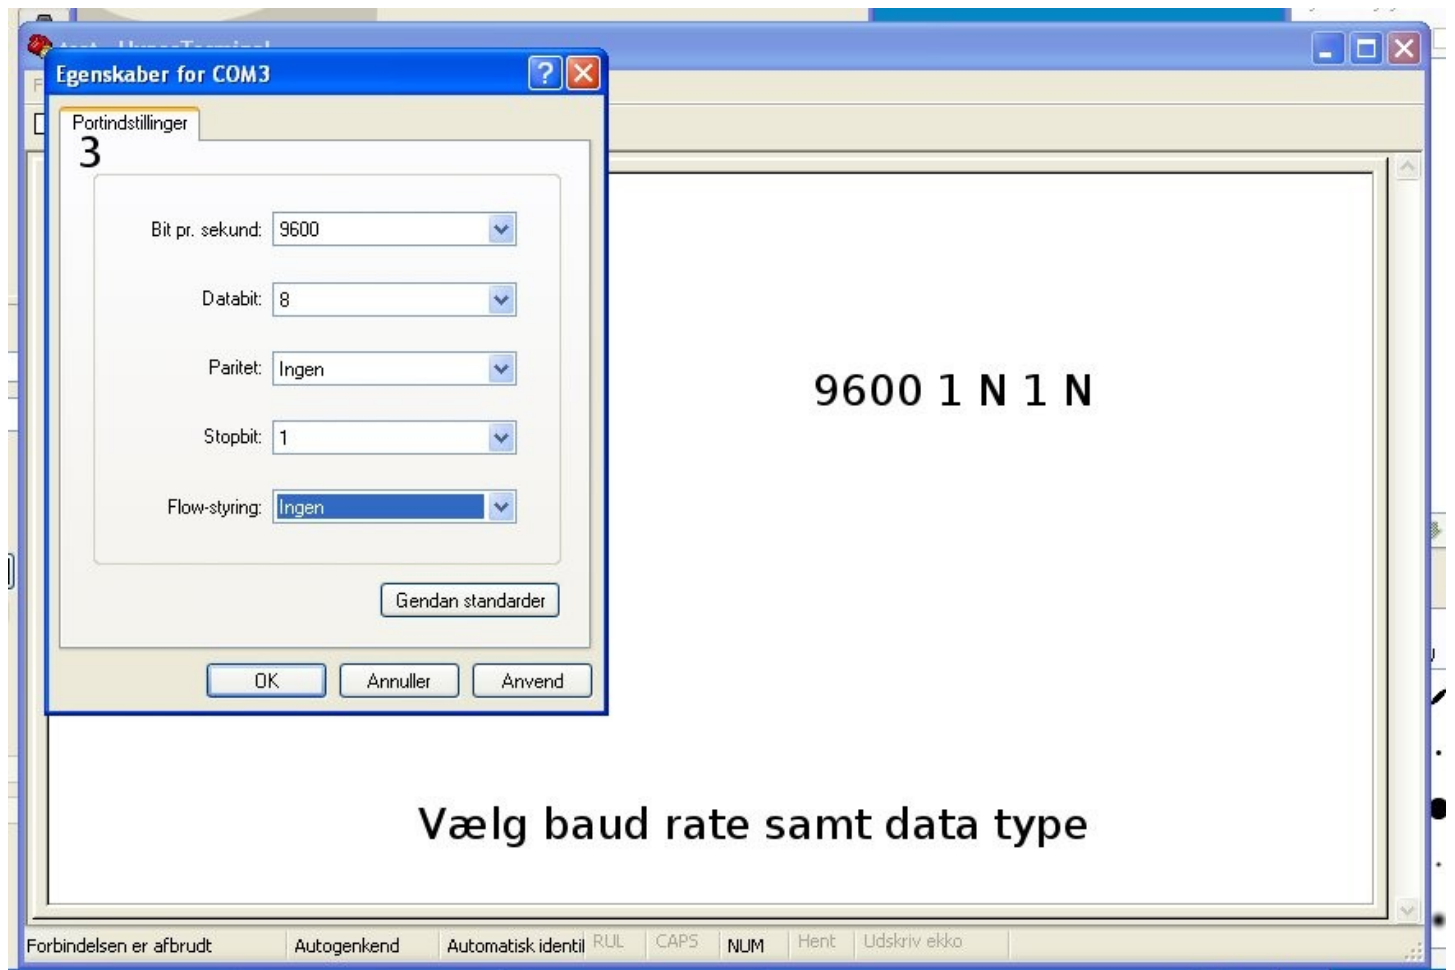 Egenskaber for COM3
Portindstillinger
3
Bit pr. sekund: 9600
Databit: 8
Paritet: Ingen
Stopbit: 1
Flow-styring: Ingen
Gendan standarder
OK Annuller Anvend
9600 1 N 1 N
Vælg baud rate samt data type
Forbindelsen er afbrudt Autogenkend Automatisk identil RUL CAPS NUM Hent Udskriv ekko